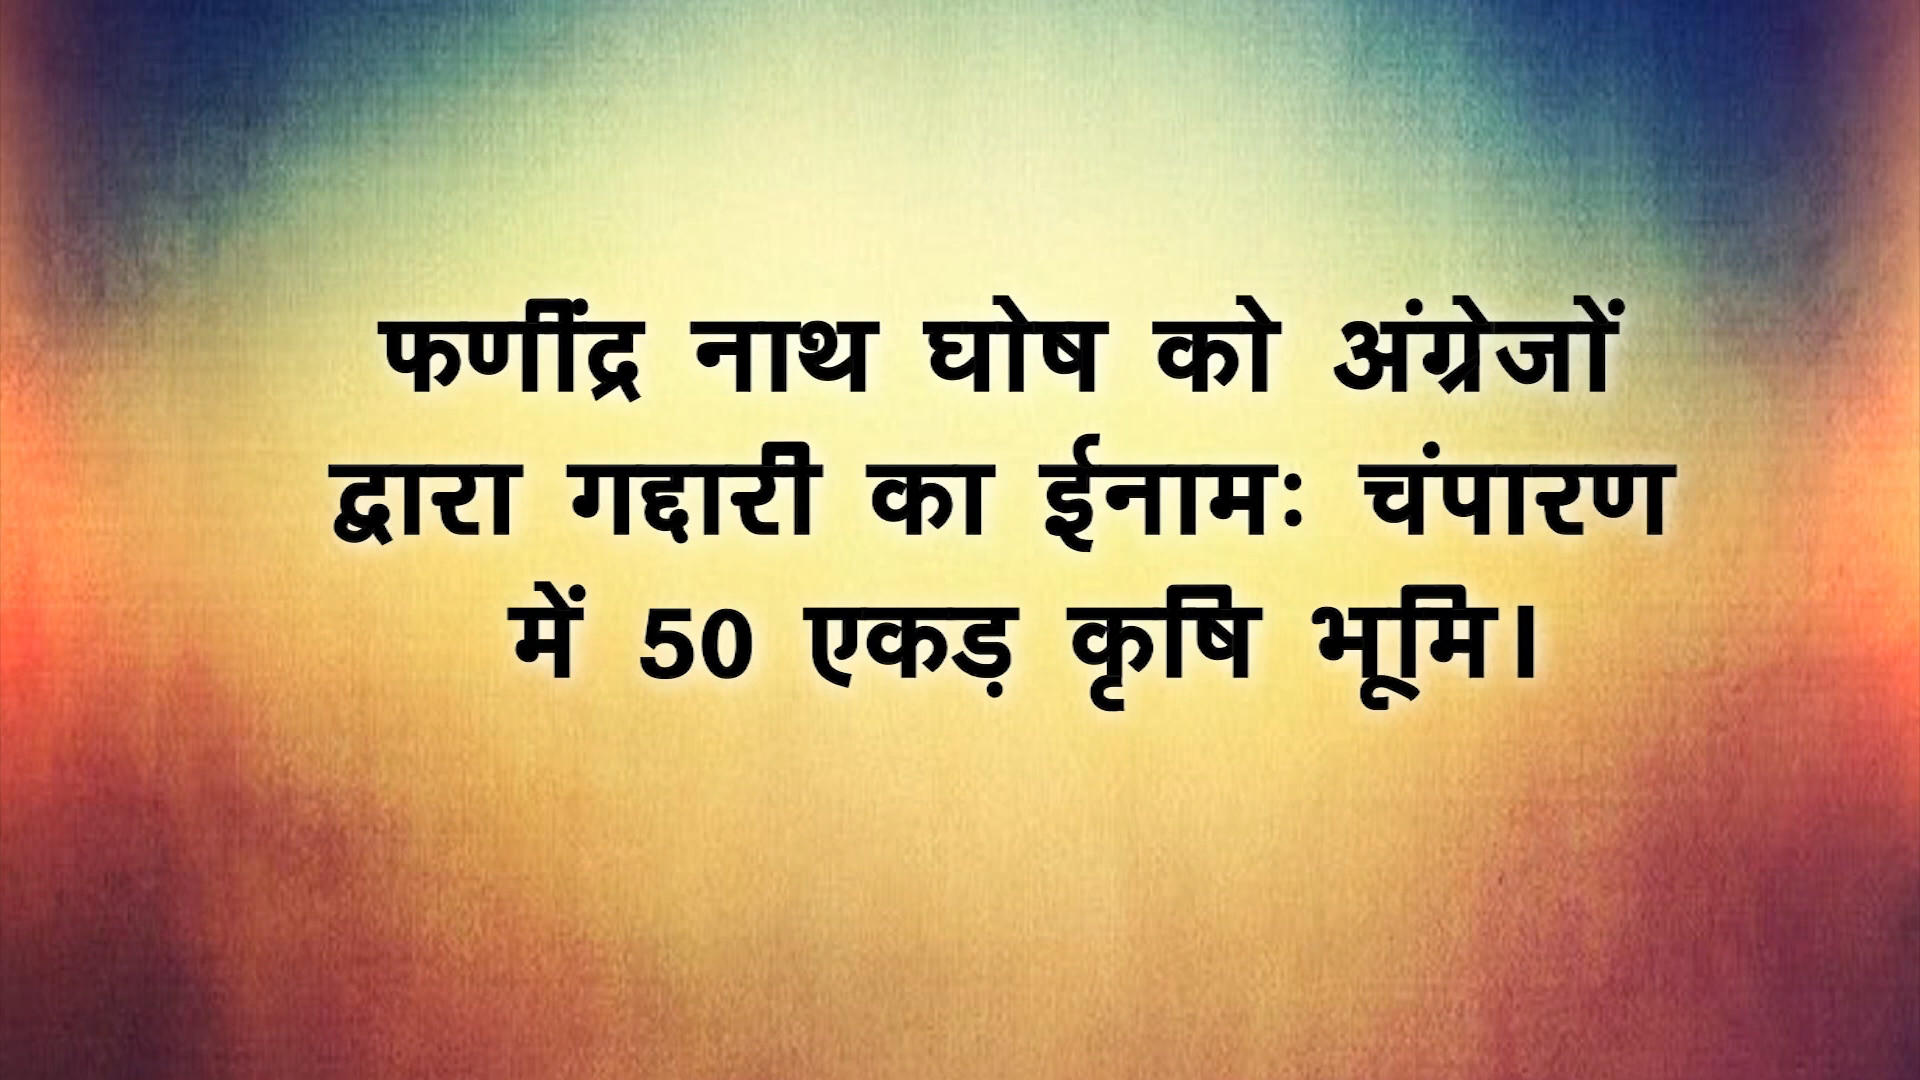 फणींद्र नाथ घोष को अंग्रेजों
द्वारा गद्दारी का ईनामः चंपारण
में 50 एकड़ कृषि भूमि।